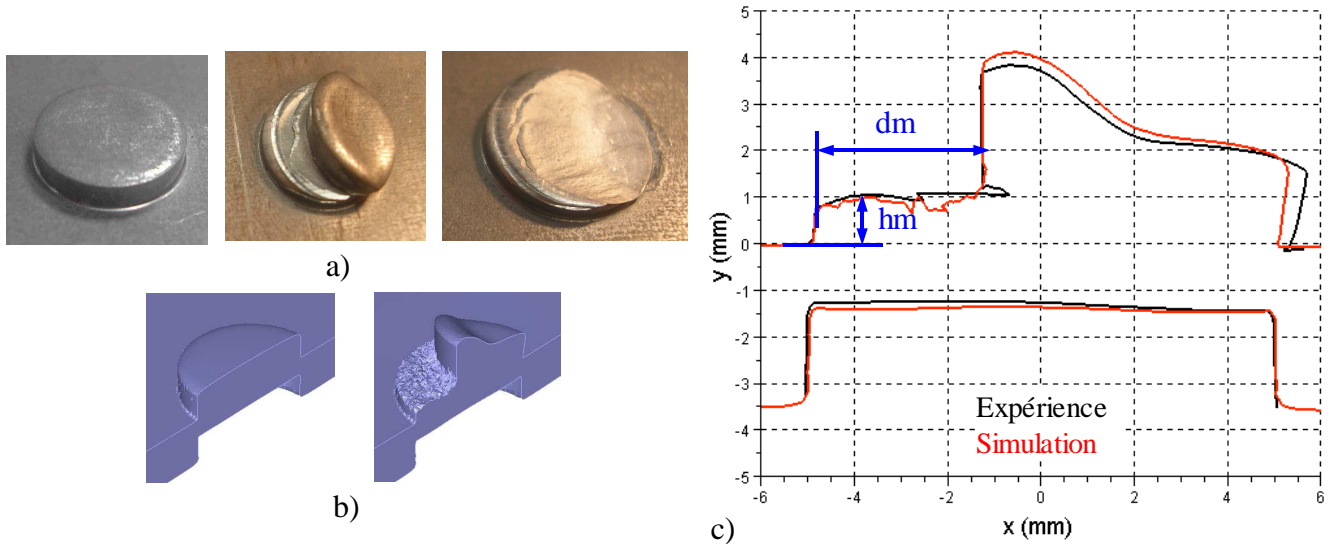 a)
b)
c)
5
4
3
2
1
0
-1
-2
-3
-4
5
y (mm)
dm
hm
Expérience
Simulation
-6 -4 -2 0 2 4 6
x (mm)